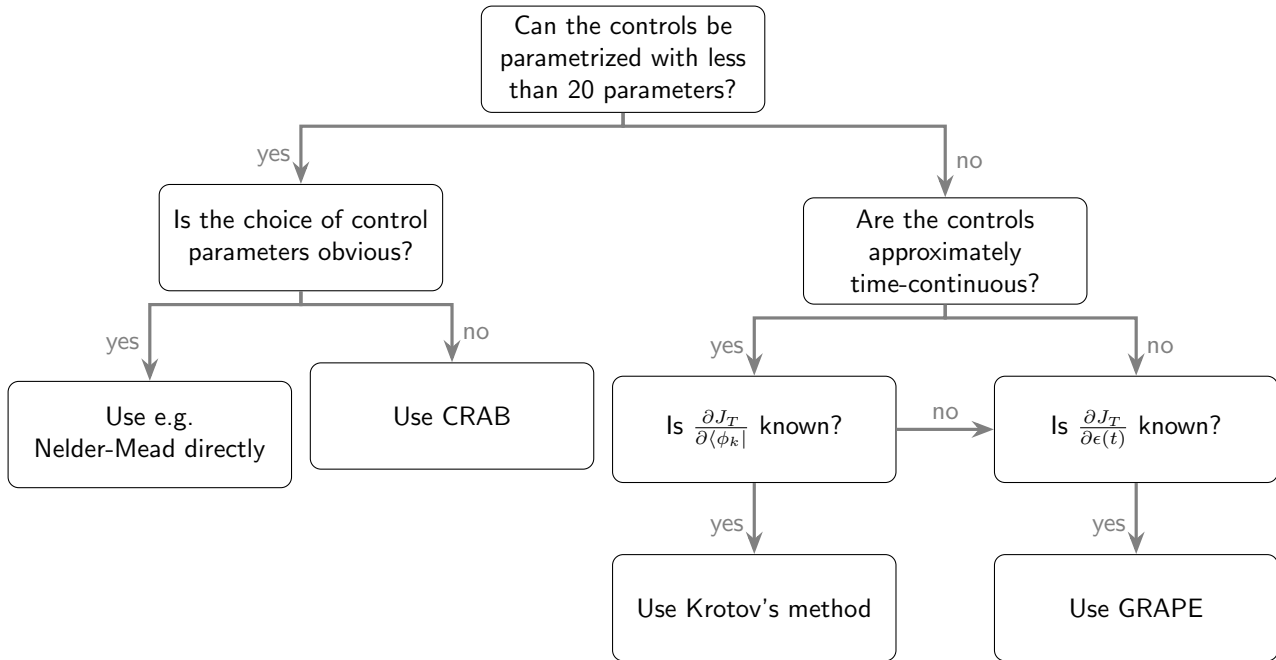 Can the controls be
parametrized with less
than 20 parameters?
yes
no
Is the choice of control
parameters obvious?
Are the controls
approximately
time-continuous?
yes
no
yes
no
Use e.g.
Nelder-Mead directly
Use CRAB
Is ∂J_T/∂⟨ϕ_k| known?
no
Is ∂J_T/∂ϵ(t) known?
yes
yes
Use Krotov's method
Use GRAPE